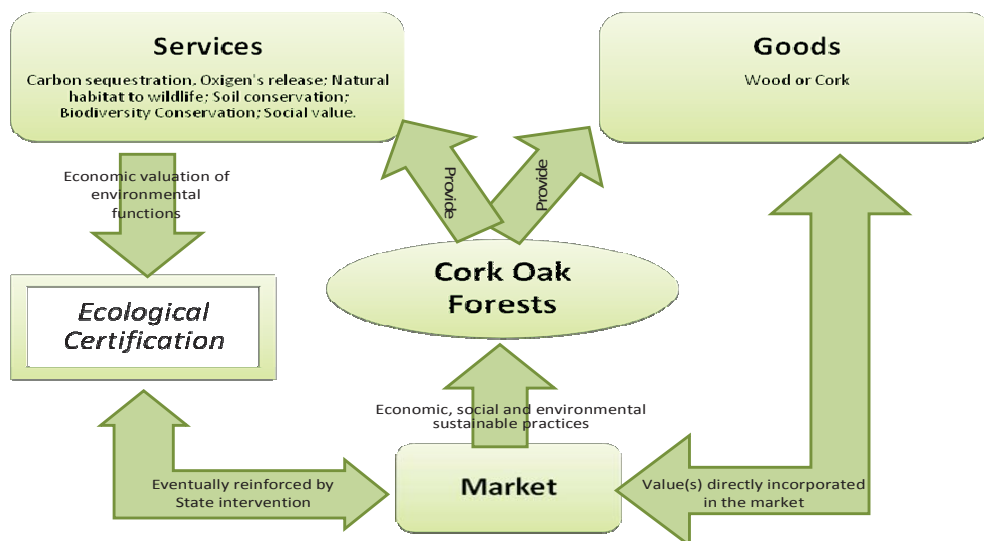 Services
Carbon sequestration, Oxigen's release; Natural
habitat to wildlife; Soil conservation;
Biodiversity Conservation; Social value.
Goods
Wood or Cork
Economic valuation of
environmental
functions
Provide
Provide
Cork Oak
Forests
Ecological
Certification
Economic, social and environmental
sustainable practices
Eventually reinforced by
State intervention
Market
Value(s) directly incorporated
in the market